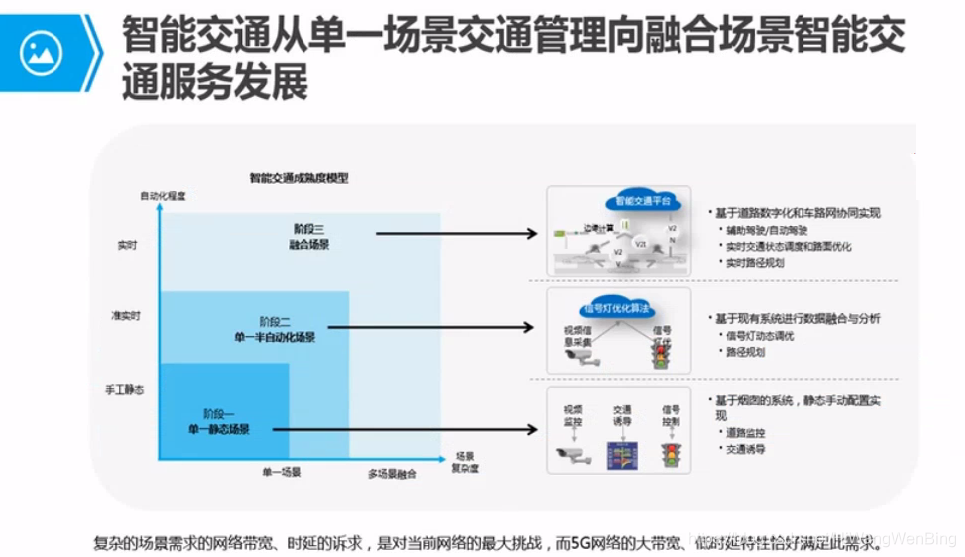 智能交通从单一场景交通管理向融合场景智能交
通服务发展
智能交通成熟度模型
自动化程度
实时
准实时
手工静态
阶段三
融合场景
阶段二
单一半自动化场景
阶段一
单一静态场景
单一场景
多场景融合
场景
复杂度
智能交通平台
边缘计算
V2
N
V2I
V2
V
信号灯优化算法
视频信
息采集
信号
灯优
视频
监控
交通
诱导
信号
控制
• 基于道路数字化和车路网协同实现
• 辅助驾驶/自动驾驶
• 实时交通状态调度和路面优化
• 实时路径规划
• 基于现有系统进行数据融合与分析
• 信号灯动态调优
• 路径规划
• 基于烟囱的系统，静态手动配置实
现
• 道路监控
• 交通诱导
复杂的场景需求的网络带宽、时延的诉求，是对当前网络的最大挑战，而5G网络的大带宽、低时延特性恰好满足此需求。